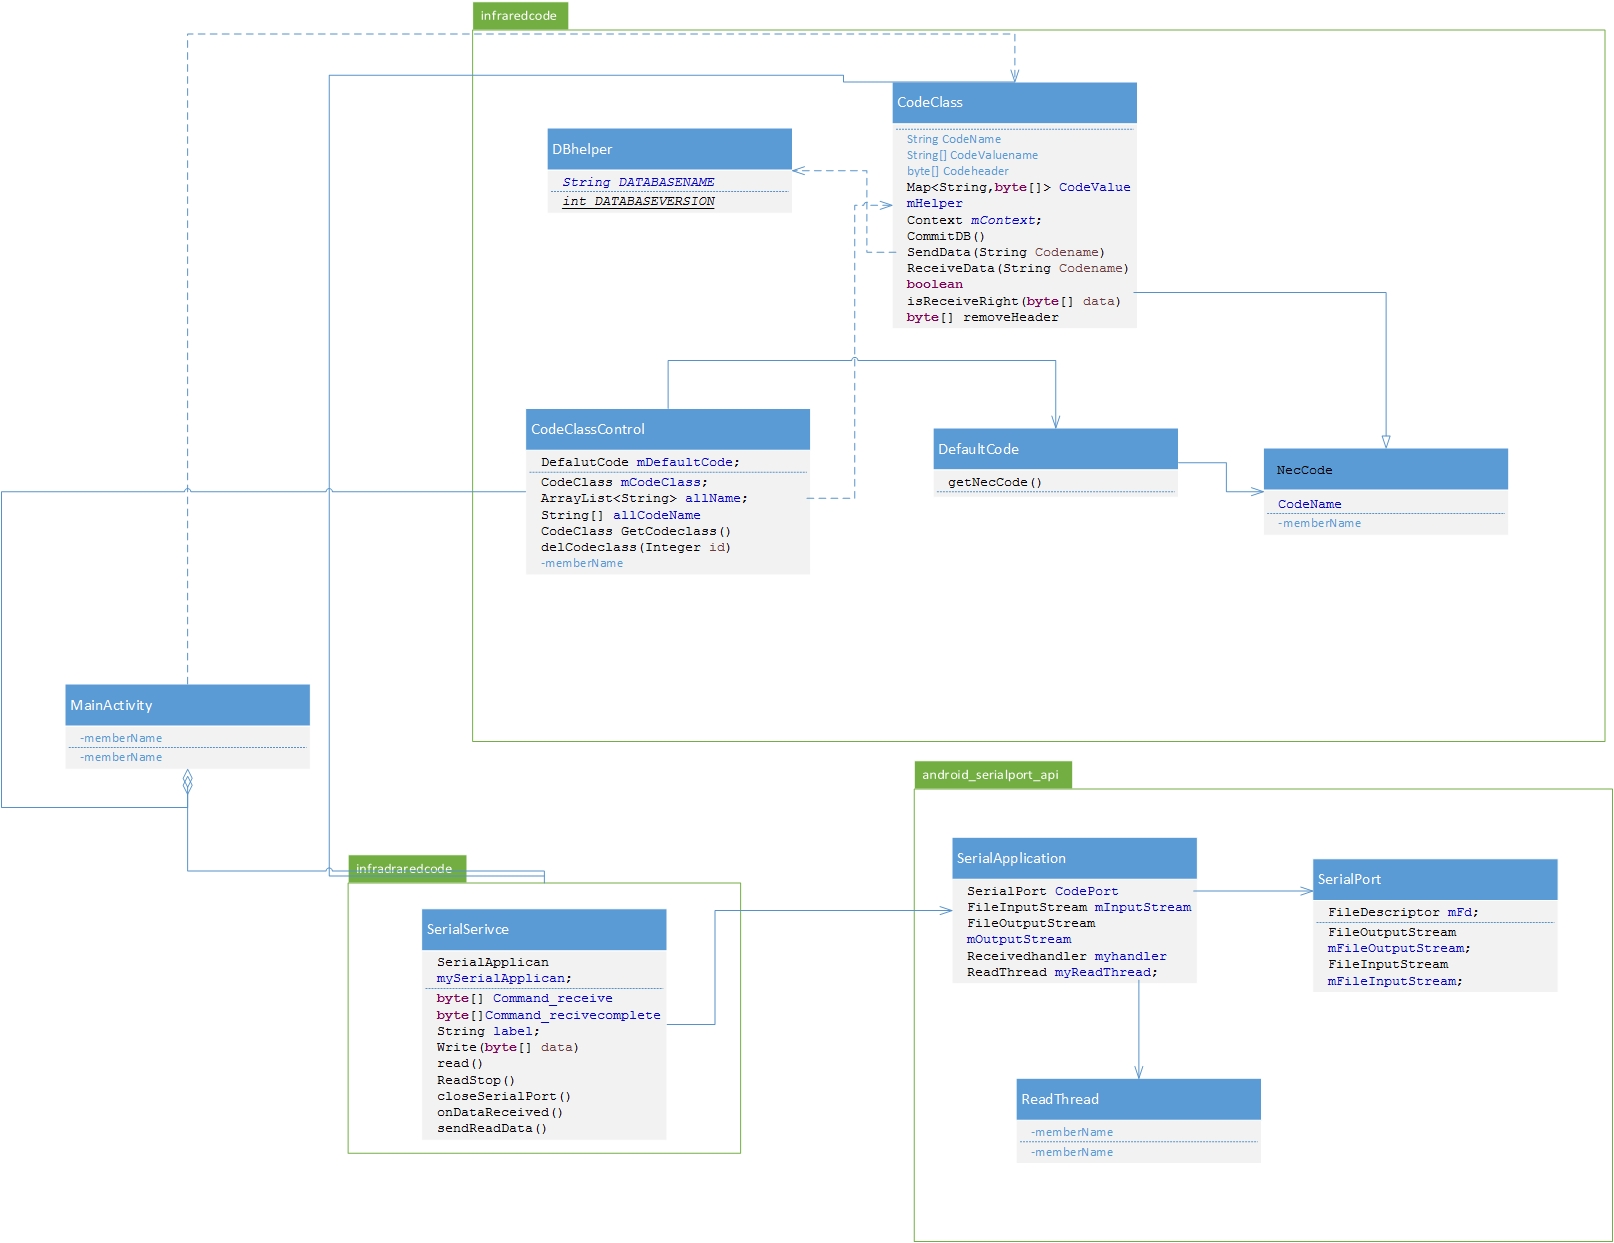 infraredcode
CodeClass
String CodeName
String[] CodeValuename
byte[] Codeheader
Map<String,byte[]> CodeValue
mHelper
Context mContext;
CommitDB()
SendData(String Codename)
ReceiveData(String Codename)
boolean
isReceiveRight(byte[] data)
byte[] removeHeader
DBhelper
String DATABASENAME
int DATABASEVERSION
CodeClassControl
DefalutCode mDefaultCode;
CodeClass mCodeClass;
ArrayList<String> allName;
String[] allCodeName
CodeClass GetCodeclass()
delCodeclass(Integer id)
-memberName
DefaultCode
getNecCode()
NecCode
CodeName
-memberName
MainActivity
-memberName
-memberName
infradraredcode
SerialSerivce
SerialApplican
mySerialApplican;
byte[] Command_receive
byte[]Command_recivecomplete
String label;
Write(byte[] data)
read()
ReadStop()
closeSerialPort()
onDataReceived()
sendReadData()
android_serialport_api
SerialApplication
SerialPort CodePort
FileInputStream mInputStream
FileOutputStream
mOutputStream
Receivedhandler myhandler
ReadThread myReadThread;
SerialPort
FileDescriptor mFd;
FileOutputStream
mFileOutputStream;
FileInputStream
mFileInputStream;
ReadThread
-memberName
-memberName